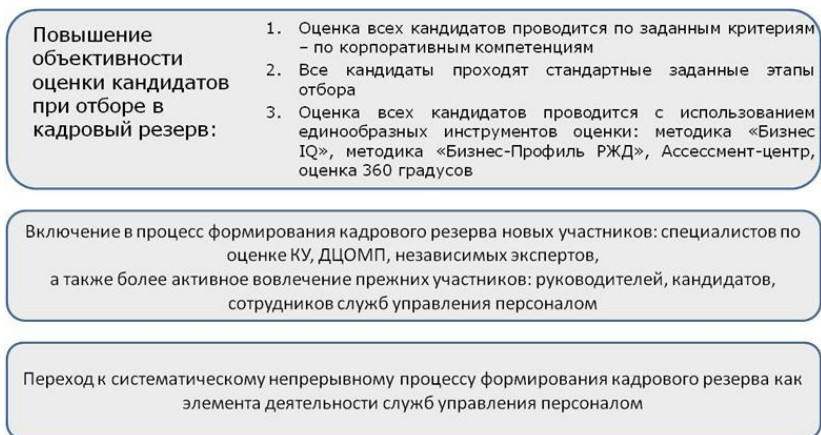 Повышение
объективности
оценки кандидатов
при отборе в
кадровый резерв:
1. Оценка всех кандидатов проводится по заданным критериям
– по корпоративным компетенциям
2. Все кандидаты проходят стандартные заданные этапы
отбора
3. Оценка всех кандидатов проводится с использованием
единообразных инструментов оценки: методика «Бизнес
IQ», методика «Бизнес-Профиль РЖД», Ассессмент-центр,
оценка 360 градусов
Включение в процесс формирования кадрового резерва новых участников: специалистов по
оценке КУ, ДЦОМП, независимых экспертов,
а также более активное вовлечение прежних участников: руководителей, кандидатов,
сотрудников служб управления персоналом
Переход к систематическому непрерывному процессу формирования кадрового резерва как
элемента деятельности служб управления персоналом